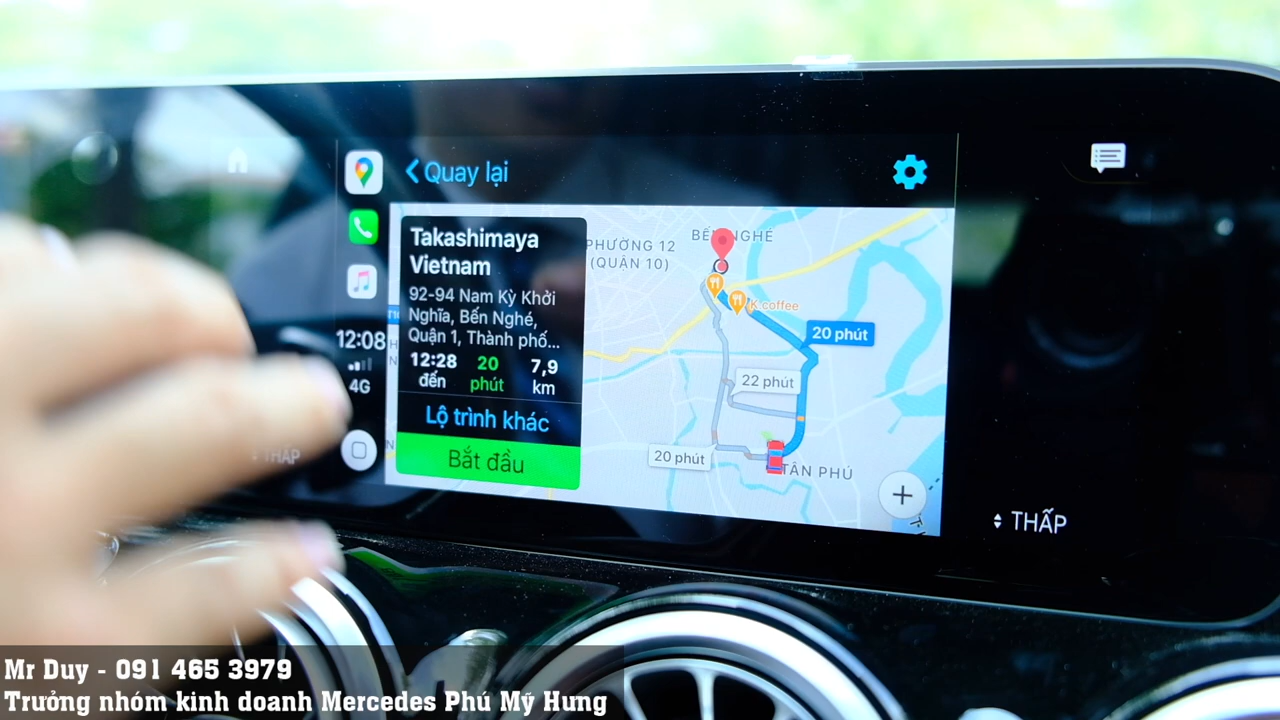 Quay lại
Takashimaya
Vietnam
92-94 Nam Kỳ Khởi
Nghĩa, Bến Nghé,
Quận 1, Thành phố...
12:28 20 7,9
đến phút km
Lộ trình khác
Bắt đầu
12:08
4G
PHƯỜNG 12
(QUẬN 10)
BẾN NGHÉ
K.coffee
20 phút
22 phút
20 phút
TÂN PHÚ
THẤP
THẤP
Mr Duy - 091 465 3979
Trưởng nhóm kinh doanh Mercedes Phú Mỹ Hưng